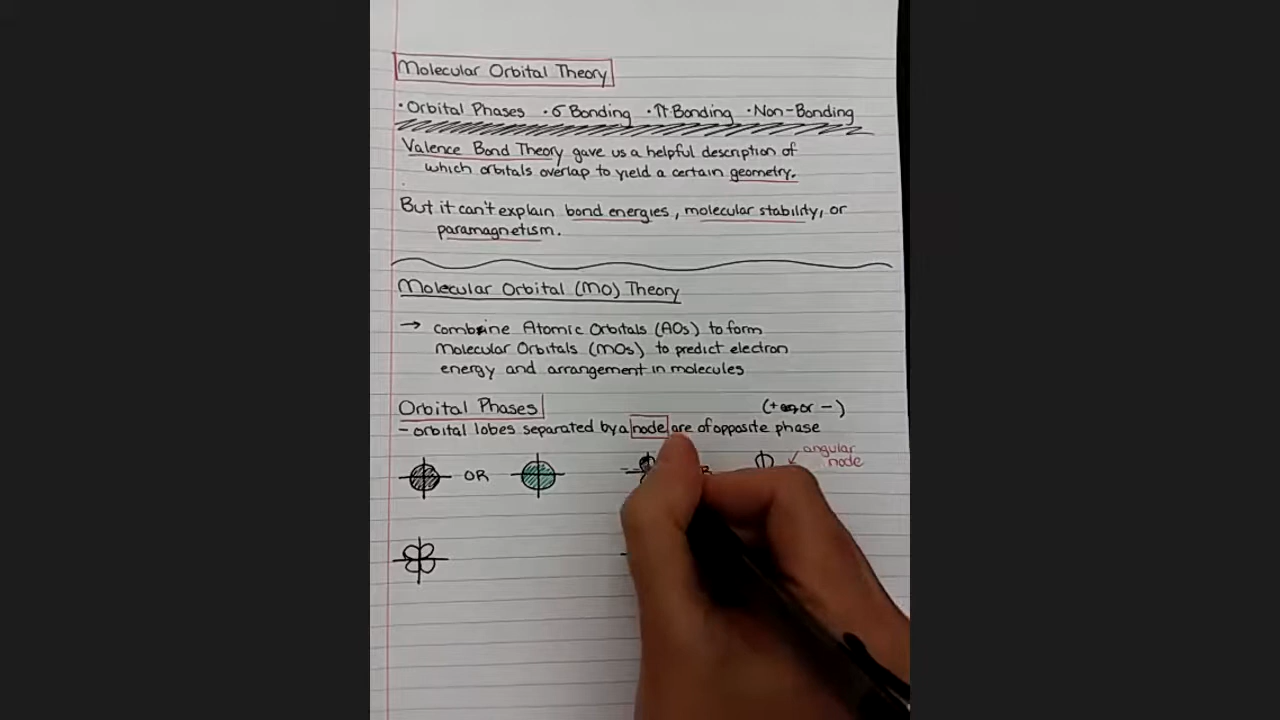 Molecular Orbital Theory
• Orbital Phases • σ Bonding • π Bonding • Non-Bonding
Valence Bond Theory gave us a helpful description of
which orbitals overlap to yield a certain geometry.
But it can't explain bond energies, molecular stability, or
paramagnetism.
Molecular Orbital (MO) Theory
→ combine Atomic Orbitals (AOs) to form
Molecular Orbitals (MOs) to predict electron
energy and arrangement in molecules
Orbital Phases
(+ or -)
- orbital lobes separated by a node are of opposite phase
angular
node
OR